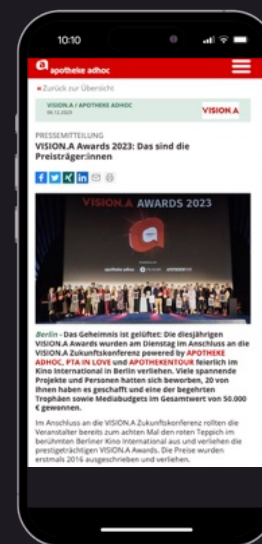 10:10
apotheke adhoc
Zurück zur Übersicht
VISION.A / APOTHEKE ADHOC
06.12.2023
VISION.A
PRESSEMITTEILUNG
VISION.A Awards 2023: Das sind die
Preisträger:innen
VISION.A AWARDS 2023
apotheke adhoc
Berlin - Das Geheimnis ist gelüftet: Die diesjährigen
VISION.A Awards wurden am Dienstag im Anschluss an die
VISION.A Zukunftskonferenz powered by APOTHEKE
ADHOC, PTA IN LOVE und APOTHEKENTOUR feierlich im
Kino International in Berlin verliehen. Viele spannende
Projekte und Personen hatten sich beworben, 20 von
ihnen haben es geschafft und eine der begehrten
Trophäen sowie Mediabudgets im Gesamtwert von 50.000
€ gewonnen.
Im Anschluss an die VISION.A Zukunftskonferenz rollten die
Veranstalter bereits zum achten Mal den roten Teppich im
berühmten Berliner Kino International aus und verliehen die
prestigeträchtigen VISION.A Awards. Die Preise wurden
erstmals 2016 ausgeschrieben und verliehen.